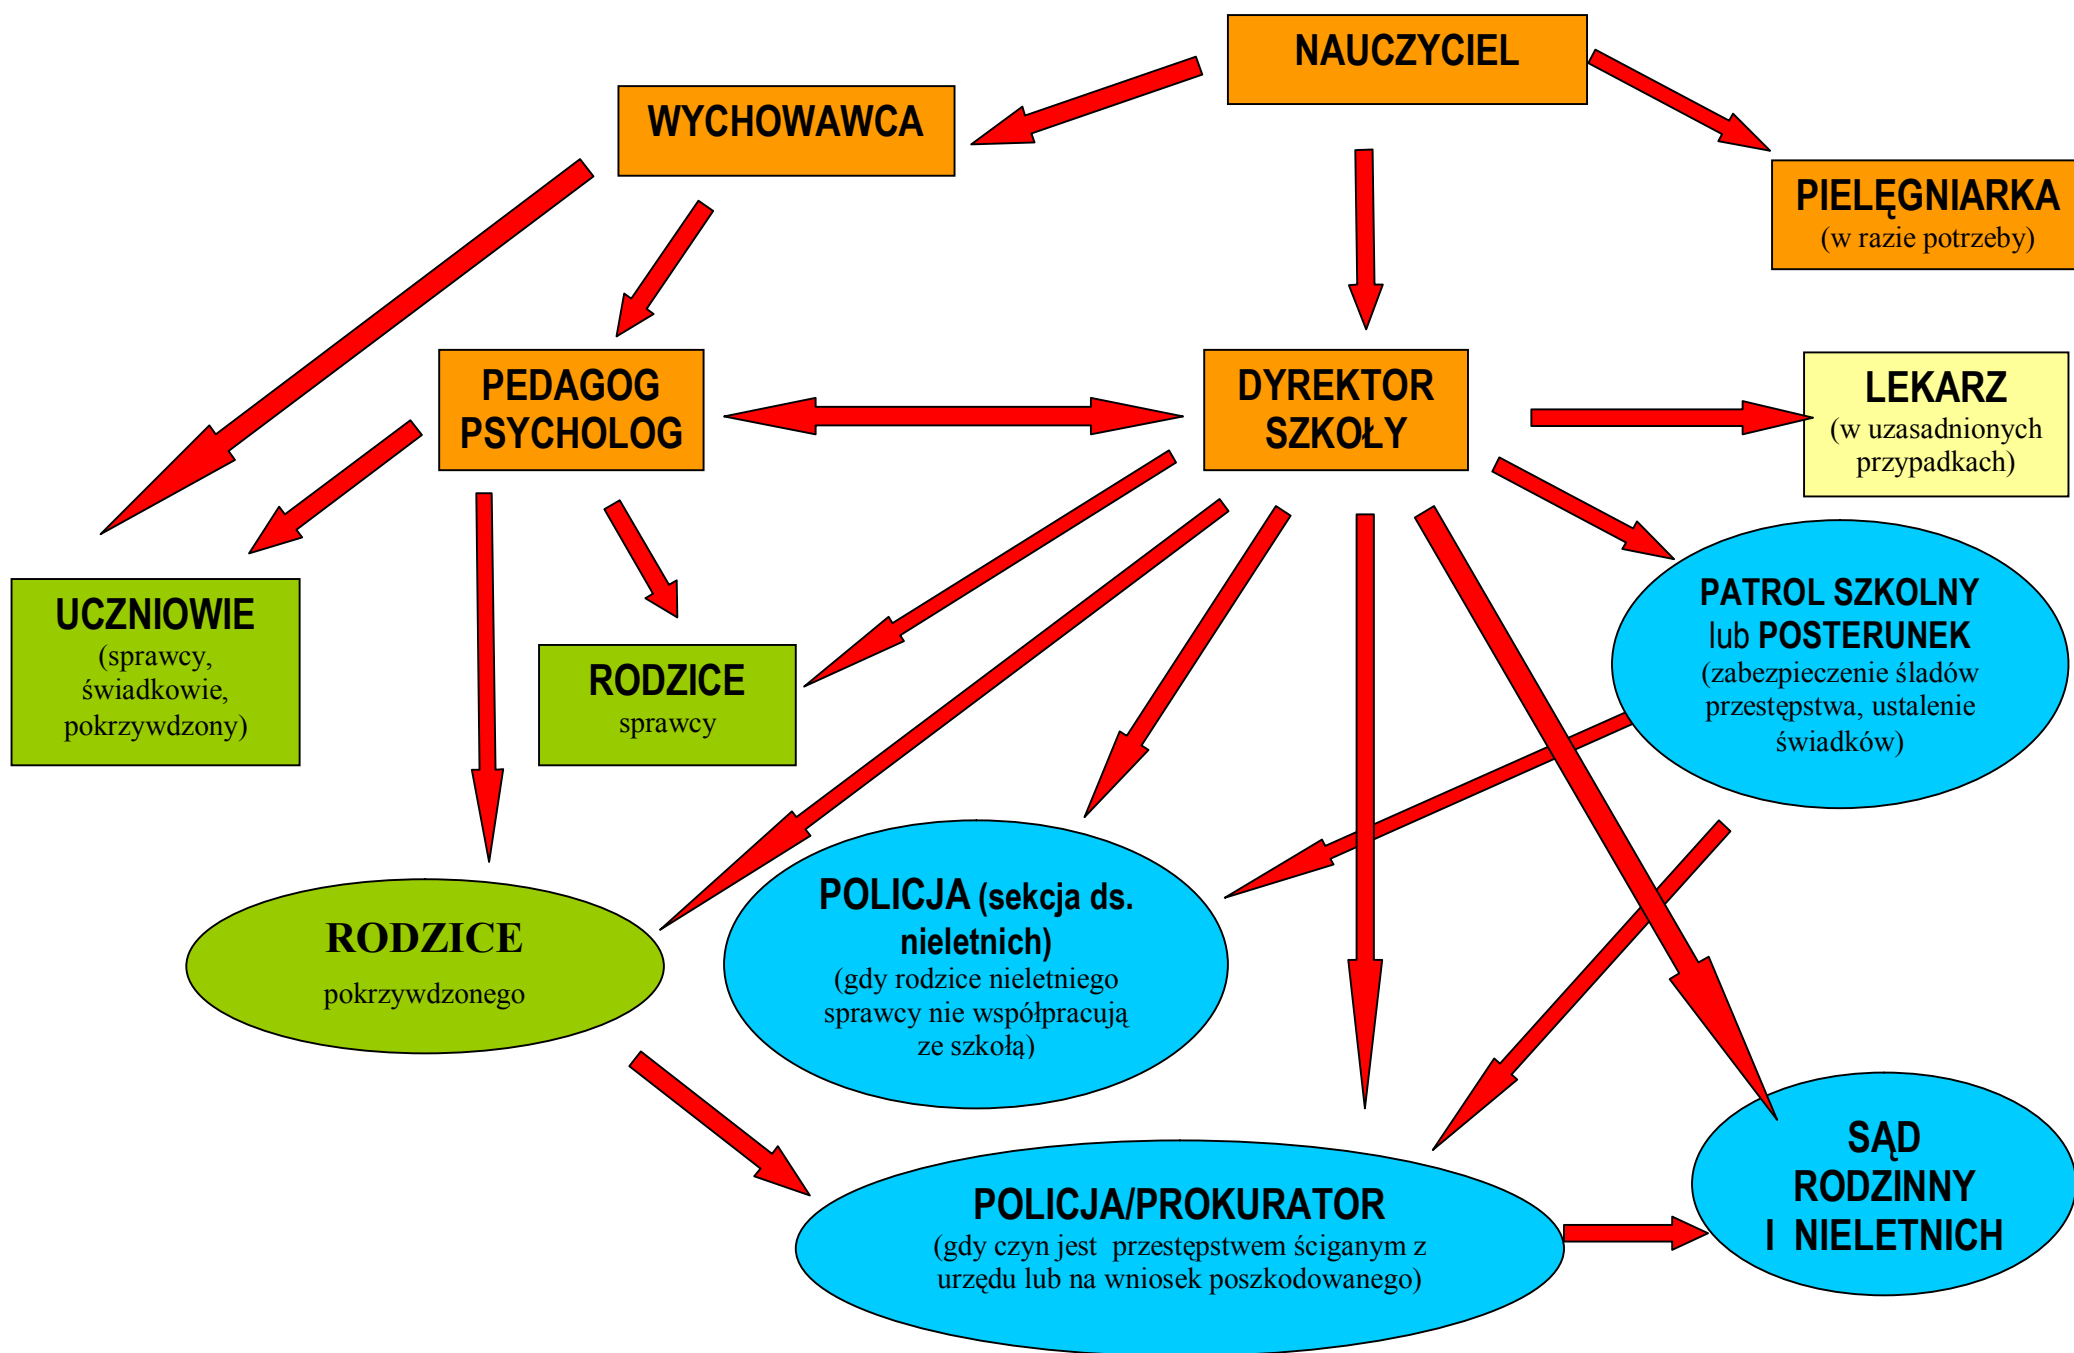 NAUCZYCIEL
WYCHOWAWCA
PIELĘGNIARKA
(w razie potrzeby)
PEDAGOG
PSYCHOLOG
DYREKTOR
SZKOŁY
LEKARZ
(w uzasadnionych
przypadkach)
UCZNIOWIE
(sprawcy,
świadkowie,
pokrzywdzony)
RODZICE
sprawcy
PATROL SZKOLNY
lub POSTERUNEK
(zabezpieczenie śladów
przestępstwa, ustalenie
świadków)
RODZICE
pokrzywdzonego
POLICJA (sekcja ds.
nieletnich)
(gdy rodzice nieletniego
sprawcy nie współpracują
ze szkołą)
POLICJA/PROKURATOR
(gdy czyn jest przestępstwem ściganym z
urzędu lub na wniosek poszkodowanego)
SĄD
RODZINNY
I NIELETNICH